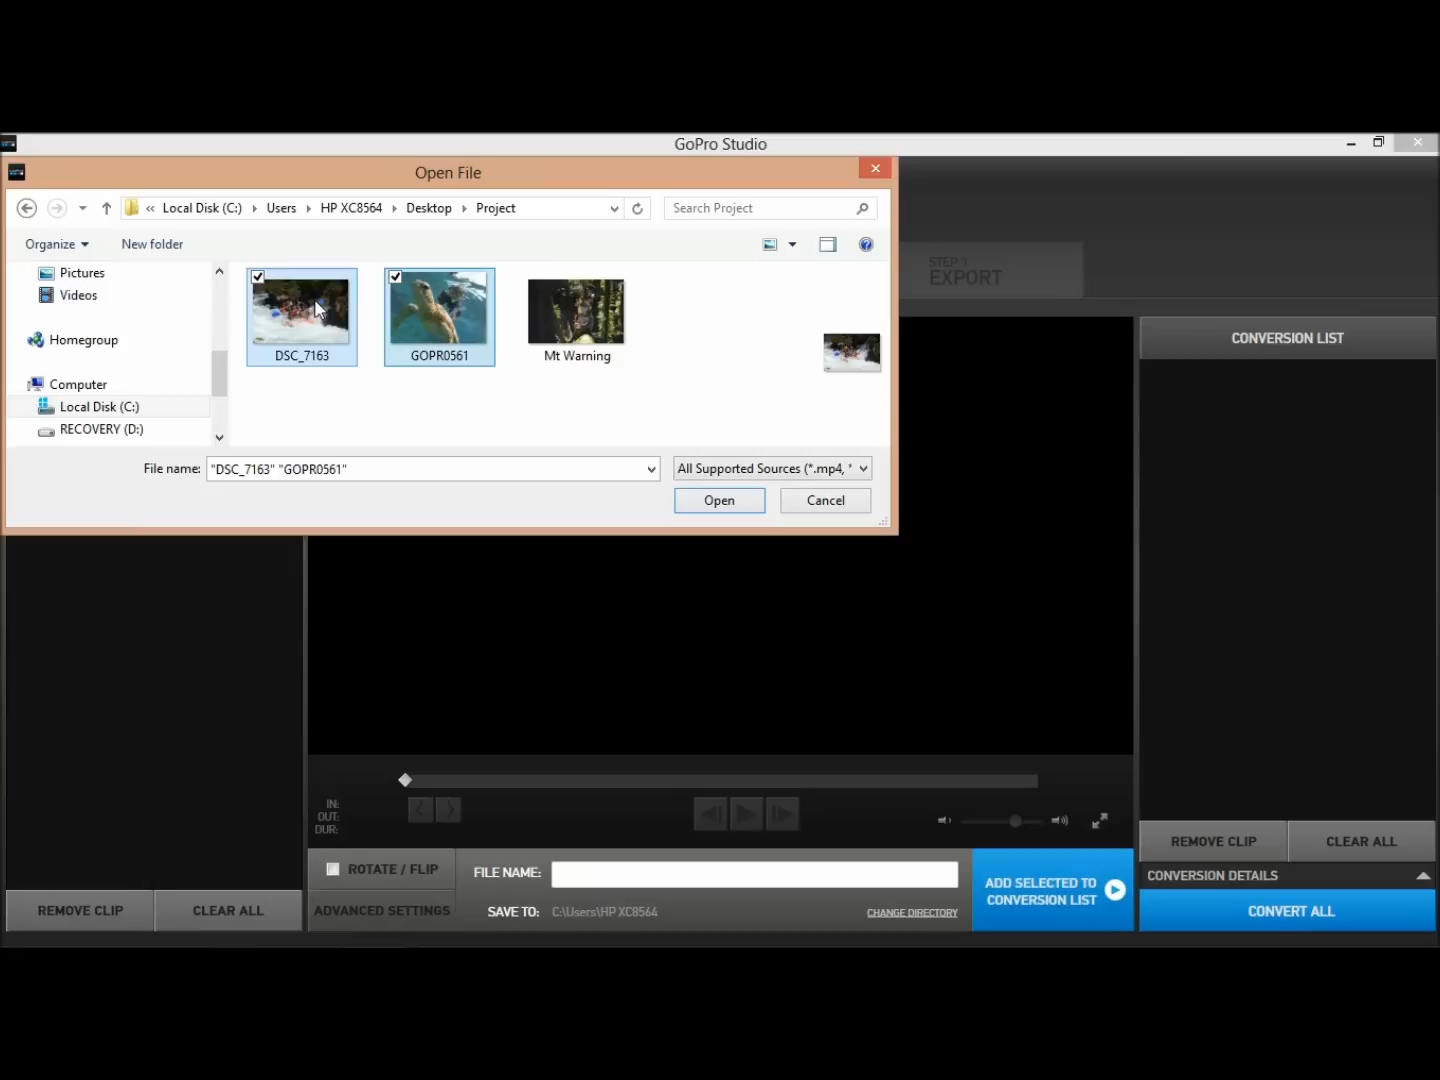 GoPro Studio
Open File
« Local Disk (C:) Users HP XC8564 Desktop Project
Search Project
Organize
New folder
Pictures
Videos
Homegroup
Computer
Local Disk (C:)
RECOVERY (D:)
DSC_7163
GOPR0561
Mt Warning
File name: "DSC_7163" "GOPR0561"
All Supported Sources (*.mp4, *
Open
Cancel
EXPORT
CONVERSION LIST
IN:
OUT:
DUR:
ROTATE / FLIP
ADVANCED SETTINGS
FILE NAME:
SAVE TO: C:\Users\HP XC8564
CHANGE DIRECTORY
ADD SELECTED TO
CONVERSION LIST
REMOVE CLIP
CLEAR ALL
REMOVE CLIP
CLEAR ALL
CONVERSION DETAILS
CONVERT ALL